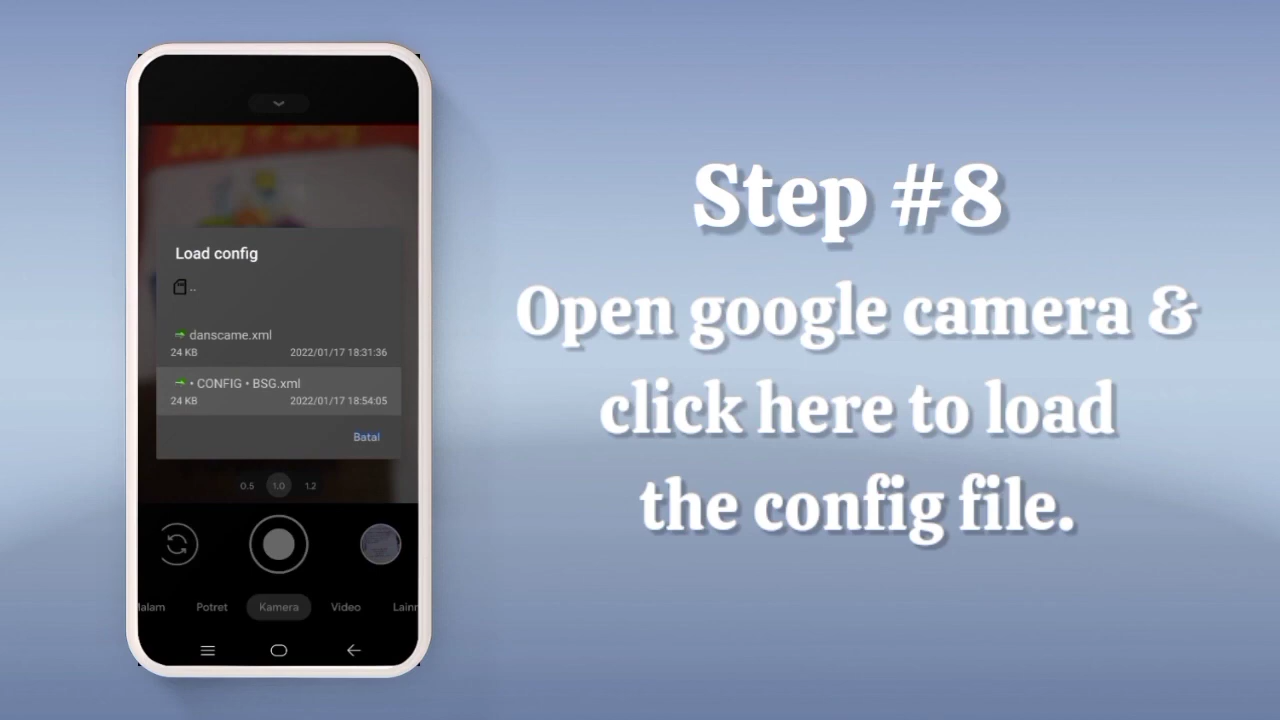 Load config
..
danscame.xml
24 KB 2022/01/17 18:31:36
• CONFIG • BSG.xml
24 KB 2022/01/17 18:54:05
Batal
0.5 1.0 1.2
Potret Kamera Video
Step #8
Open google camera &
click here to load
the config file.